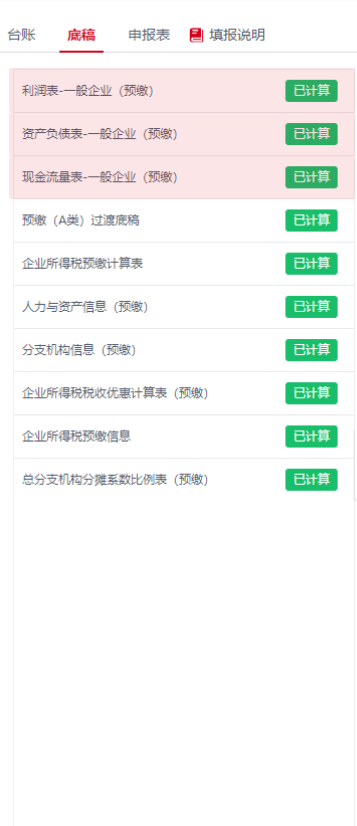 台账 底稿 申报表 填报说明
利润表-一般企业（预缴） 已计算
资产负债表-一般企业（预缴） 已计算
现金流量表-一般企业（预缴） 已计算
预缴（A类）过渡底稿 已计算
企业所得税预缴计算表 已计算
人力与资产信息（预缴） 已计算
分支机构信息（预缴） 已计算
企业所得税税收优惠计算表（预缴） 已计算
企业所得税预缴信息 已计算
总分支机构分摊系数比例表（预缴） 已计算